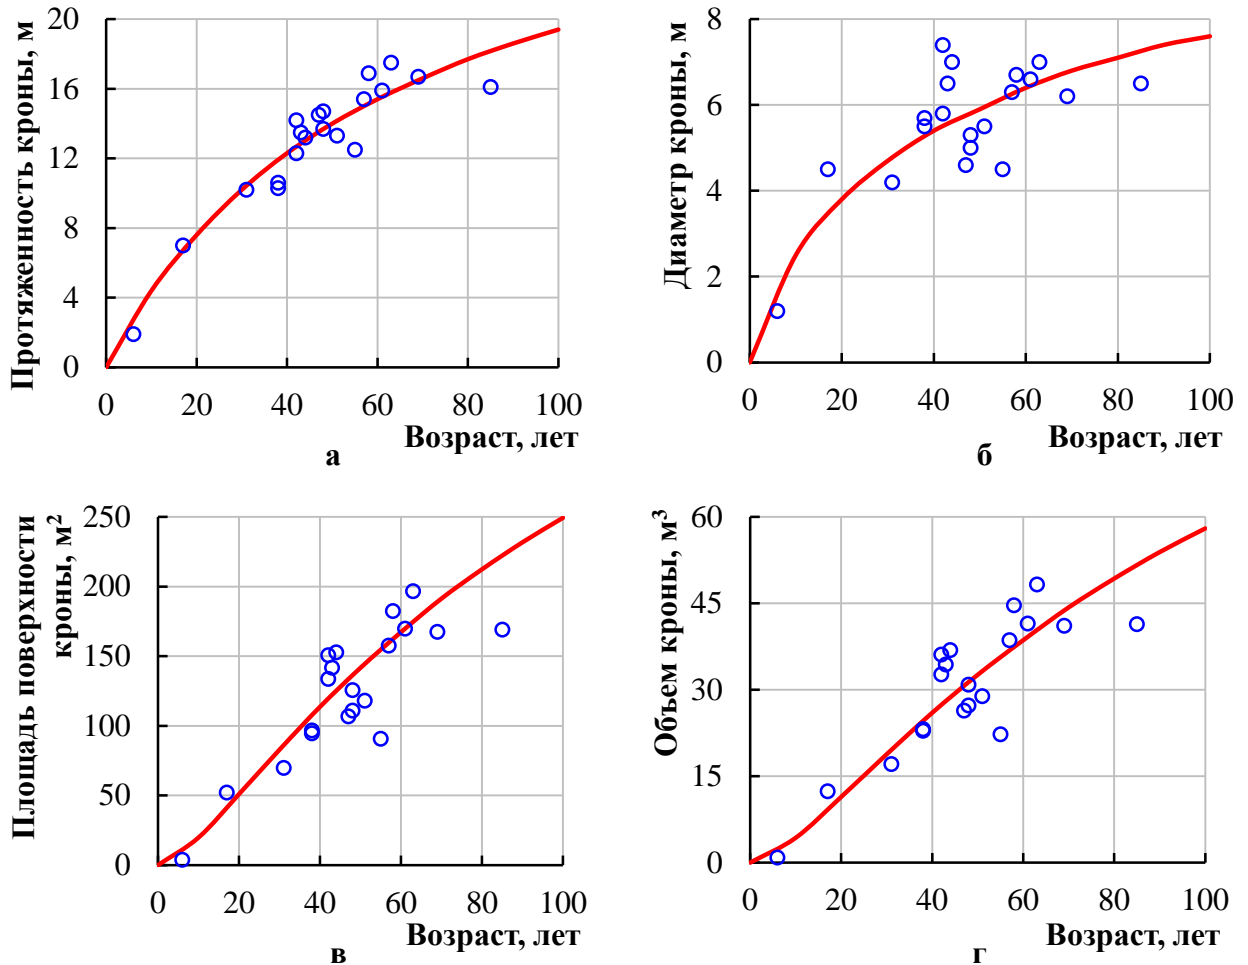 Протяженность кроны, м
20
16
12
8
4
0
0 20 40 60 80 100
Возраст, лет
а
Диаметр кроны, м
8
6
4
2
0
0 20 40 60 80 100
Возраст, лет
б
Площадь поверхности
кроны, м²
250
200
150
100
50
0
0 20 40 60 80 100
Возраст, лет
в
Объем кроны, м³
60
45
30
15
0
0 20 40 60 80 100
Возраст, лет
г